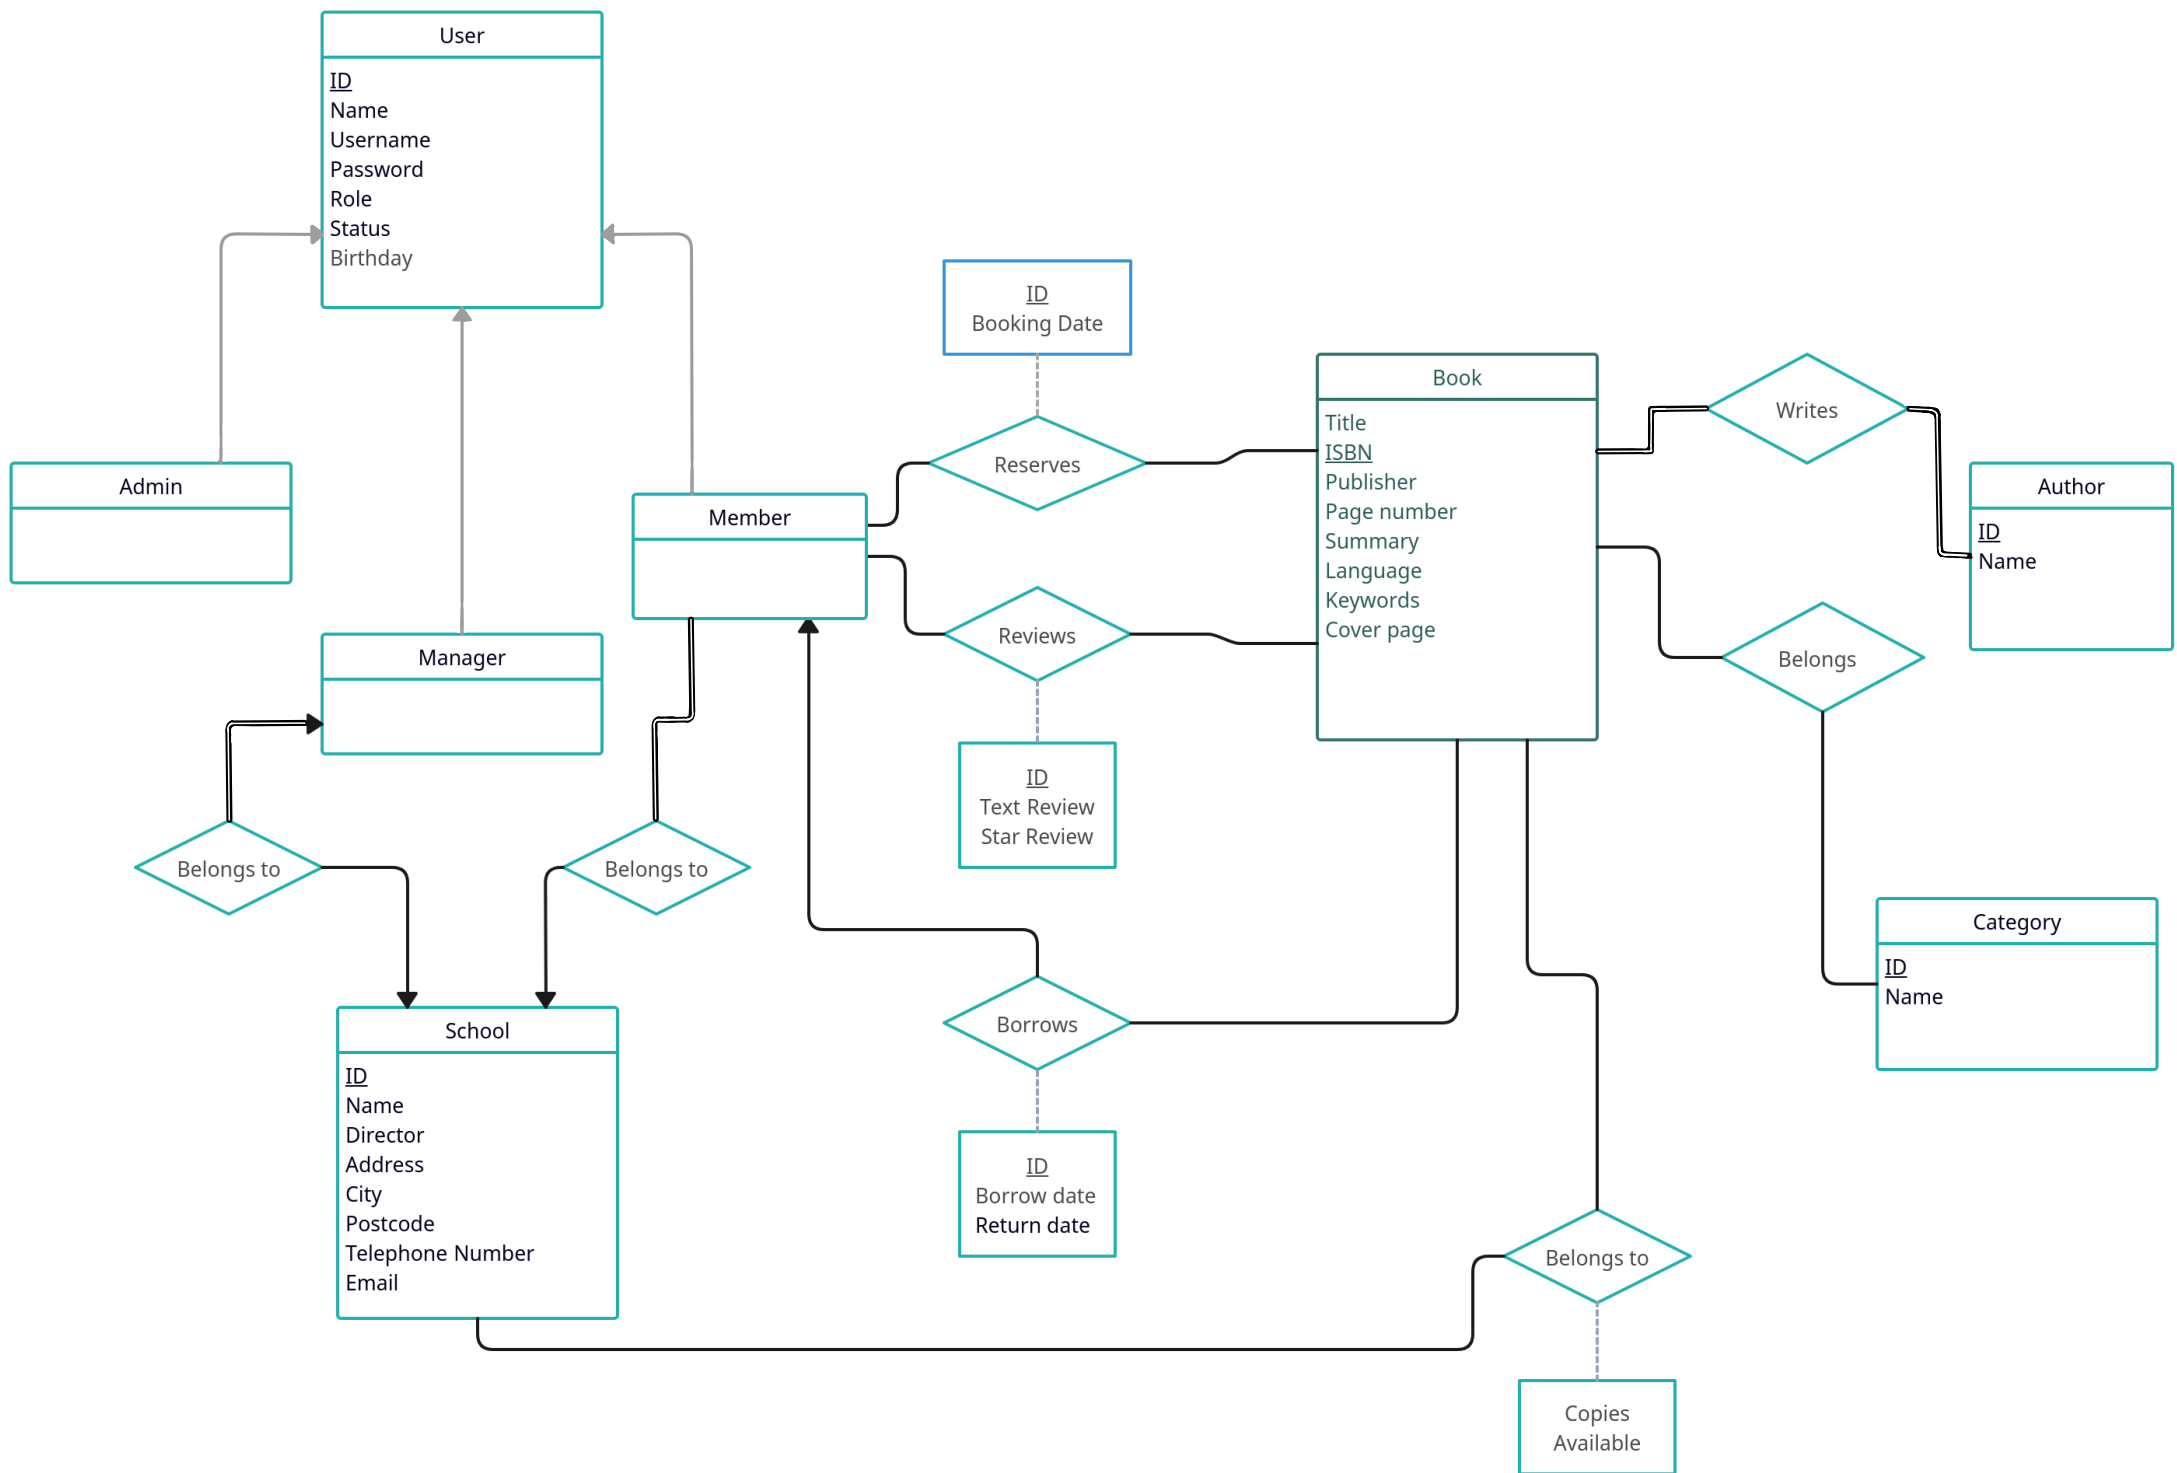 User
ID
Name
Username
Password
Role
Status
Birthday
Admin
Manager
Member
ID
Booking Date
Reserves
Reviews
ID
Text Review
Star Review
Book
Title
ISBN
Publisher
Page number
Summary
Language
Keywords
Cover page
Writes
Author
ID
Name
Belongs
Category
ID
Name
Belongs to
Belongs to
School
ID
Name
Director
Address
City
Postcode
Telephone Number
Email
Borrows
ID
Borrow date
Return date
Belongs to
Copies
Available